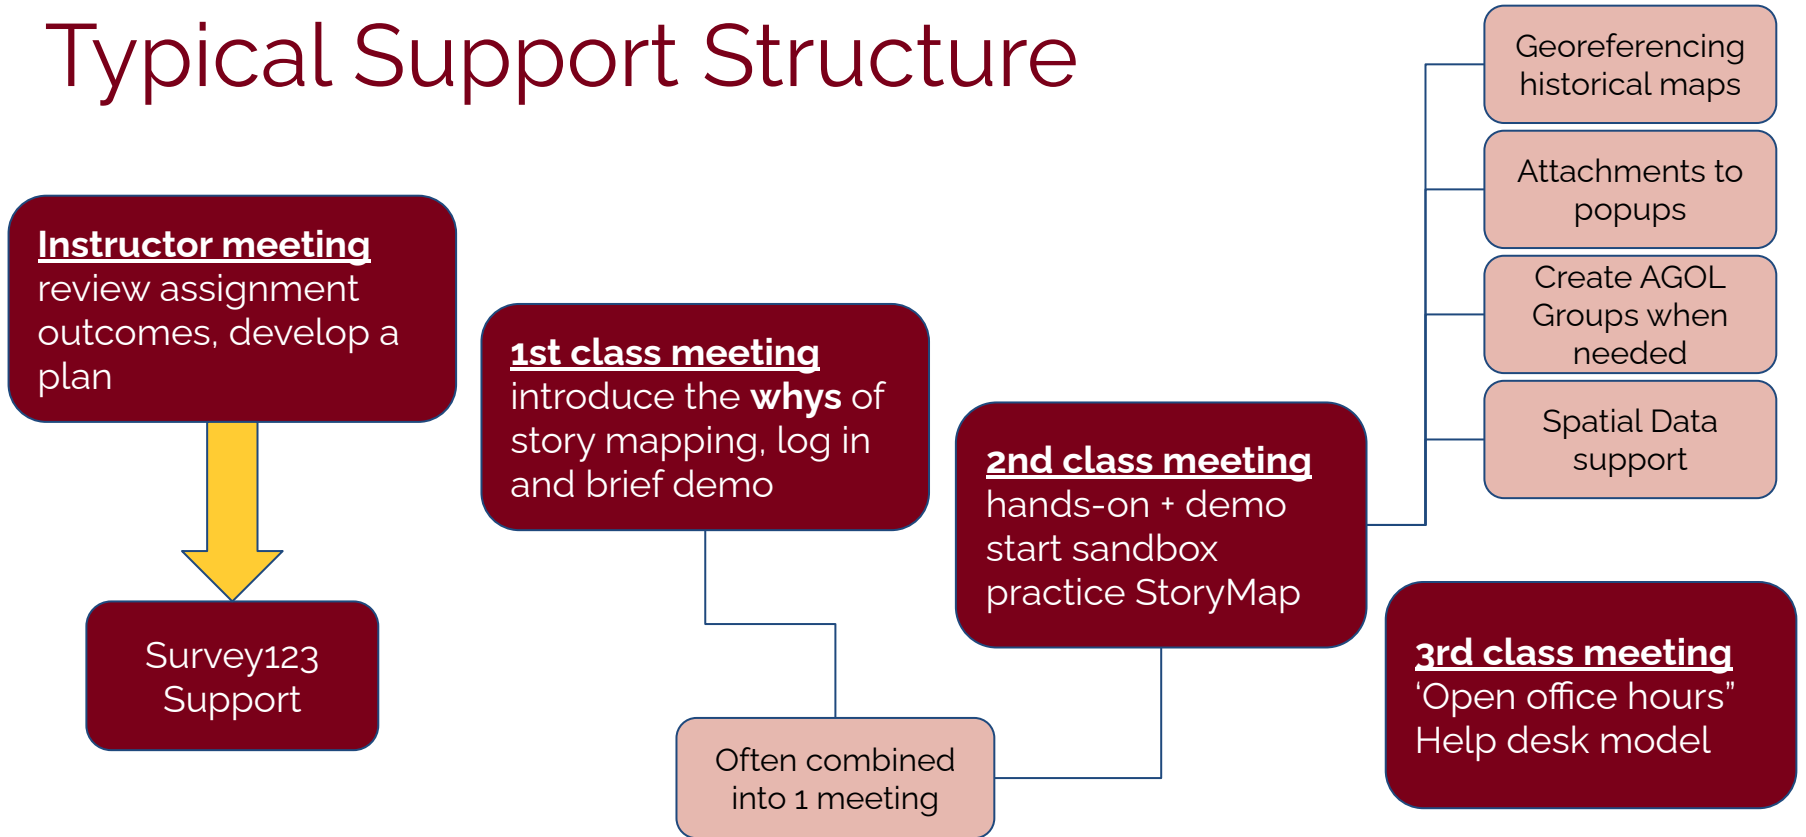 Typical Support Structure
Instructor meeting
review assignment
outcomes, develop a
plan
Survey123
Support
1st class meeting
introduce the whys of
story mapping, log in
and brief demo
Often combined
into 1 meeting
2nd class meeting
hands-on + demo
start sandbox
practice StoryMap
Georeferencing
historical maps
Attachments to
popups
Create AGOL
Groups when
needed
Spatial Data
support
3rd class meeting
‘Open office hours”
Help desk model